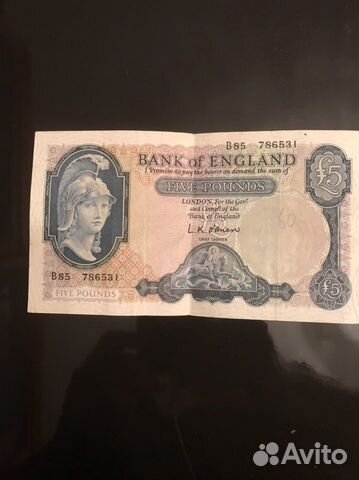 B85 786531
BANK of ENGLAND
I Promise to pay the bearer on demand the sum of
FIVE POUNDS
£5
LONDON, For the Govr.
and Compa. of the
Bank of England
L.K. O'Brien
CHIEF CASHIER
B85 786531
FIVE POUNDS
£5
Avito